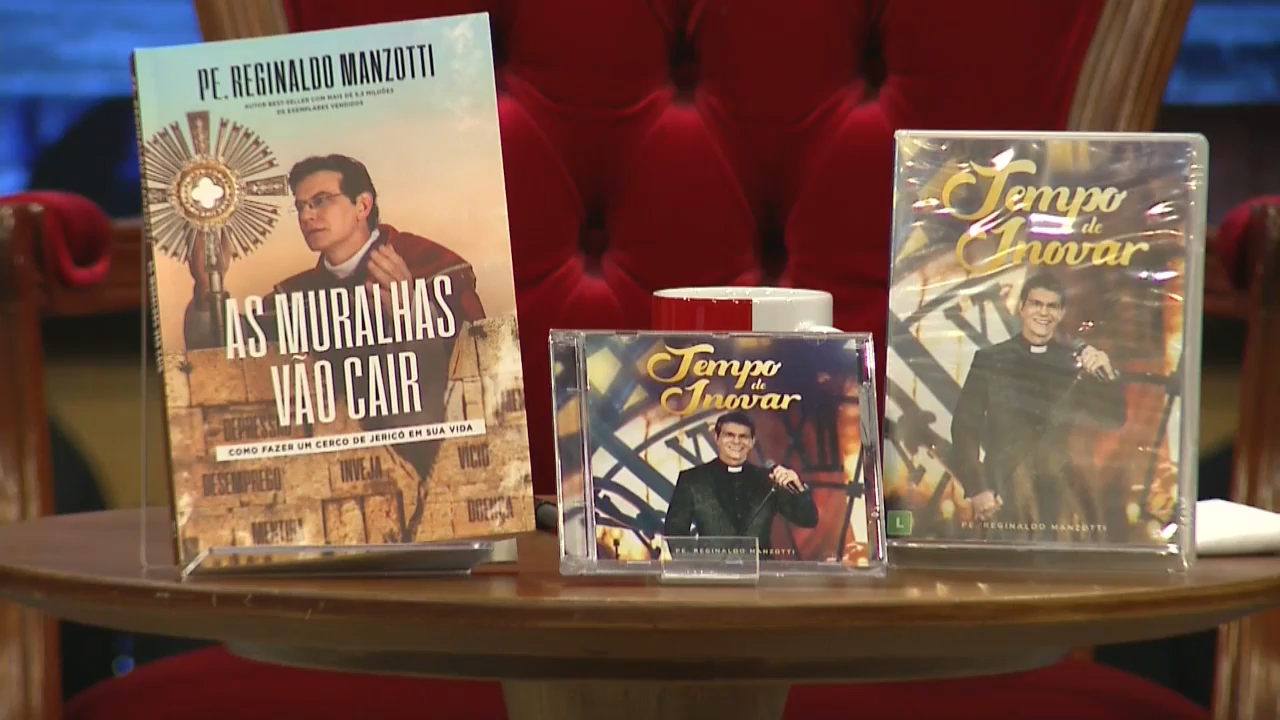 PE. REGINALDO MANZOTTI
AUTOR BEST-SELLER COM MAIS DE 5,3 MILHÕES
DE EXEMPLARES VENDIDOS
AS MURALHAS
VÃO CAIR
COMO FAZER UM CERCO DE JERICÓ EM SUA VIDA
DESEMPREGO
INVEJA
VÍCIO
DOENÇA
Tempo
de
Inovar
PE. REGINALDO MANZOTTI
Tempo
de
Inovar
L
PE. REGINALDO MANZOTTI